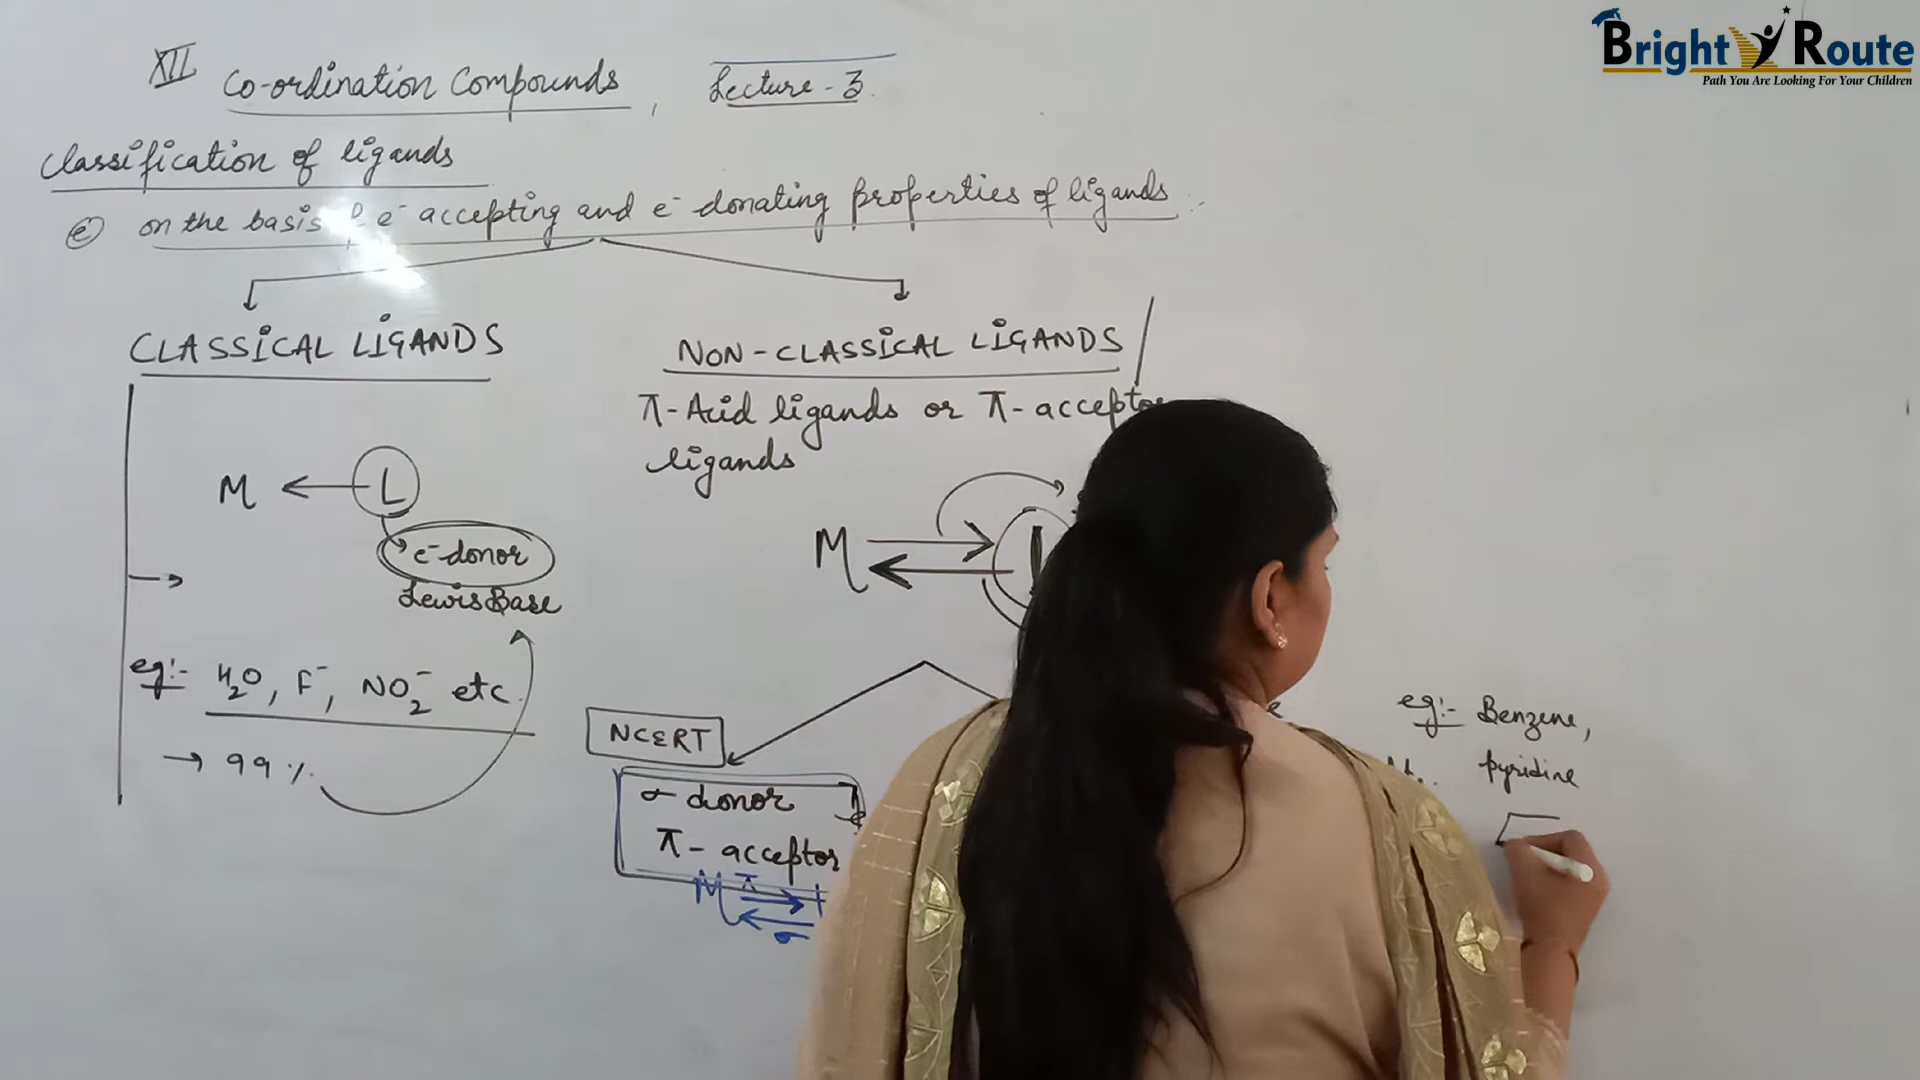 Bright Route
Path You Are Looking For Your Children
XII Co-ordination Compounds, Lecture-3
Classification of ligands
(e) on the basis of e⁻ accepting and e⁻ donating properties of ligands
CLASSICAL LIGANDS
M ← L
e⁻ donor
Lewis Base
eg:- H₂O, F⁻, NO₂⁻ etc.
→ 99%
NON-CLASSICAL LIGANDS
π-Acid ligands or π-acceptor
ligands
M
NCERT
σ donor
π-acceptor
M π
σ
eg:- Benzene,
pyridine